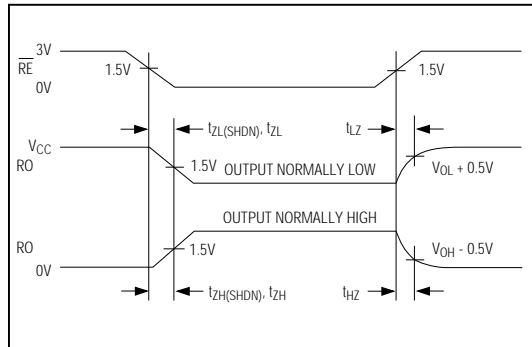 3V
RE
1.5V
1.5V
0V
tZL(SHDN), tZL
tLZ
VCC
RO
1.5V
OUTPUT NORMALLY LOW
VOL + 0.5V
OUTPUT NORMALLY HIGH
RO
1.5V
VOH - 0.5V
0V
tZH(SHDN), tZH
tHZ